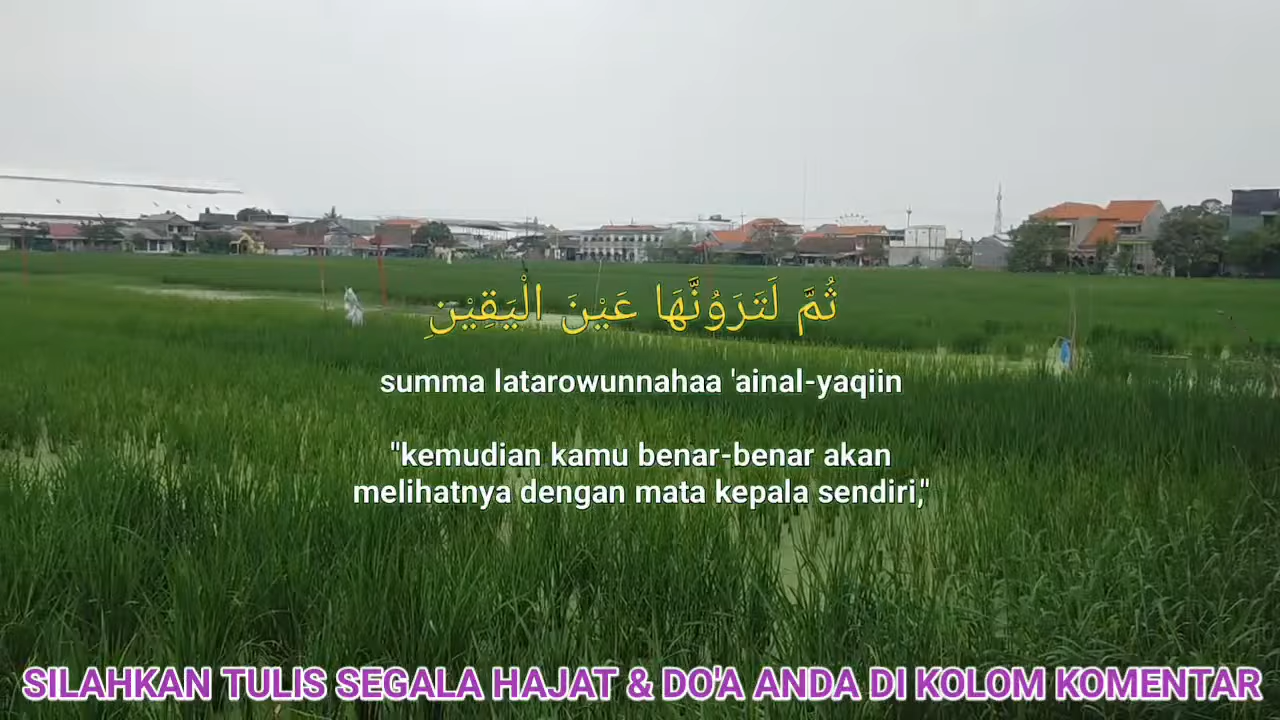 ثُمَّ لَتَرَوُنَّهَا عَيْنَ الْيَقِيْنِ
summa latarowunnahaa 'ainal-yaqiin
"kemudian kamu benar-benar akan
melihatnya dengan mata kepala sendiri,"
SILAHKAN TULIS SEGALA HAJAT & DO'A ANDA DI KOLOM KOMENTAR